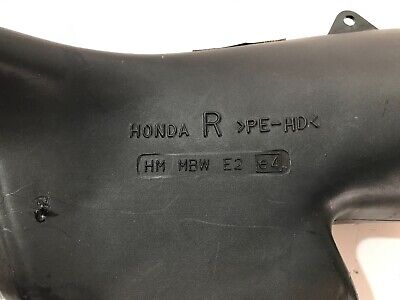 HONDA R >PE-HD<
HM MBW E2 e4